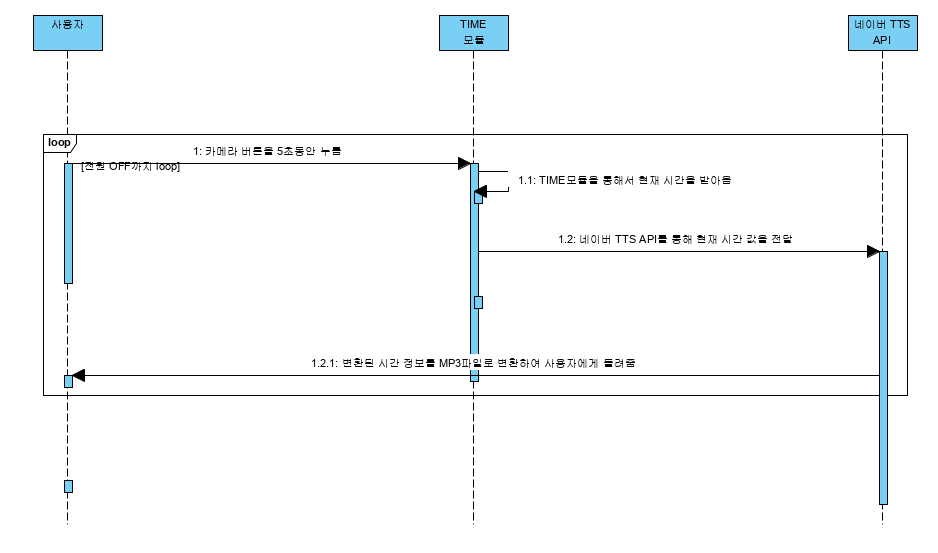 사용자
TIME
모듈
네이버 TTS
API
loop
1: 카메라 버튼을 5초동안 누름
[전원 OFF까지 loop]
1.1: TIME모듈을 통해서 현재 시간을 받아옴
1.2: 네이버 TTS API를 통해 현재 시간 값을 전달
1.2.1: 변환된 시간 정보를 MP3파일로 변환하여 사용자에게 들려줌